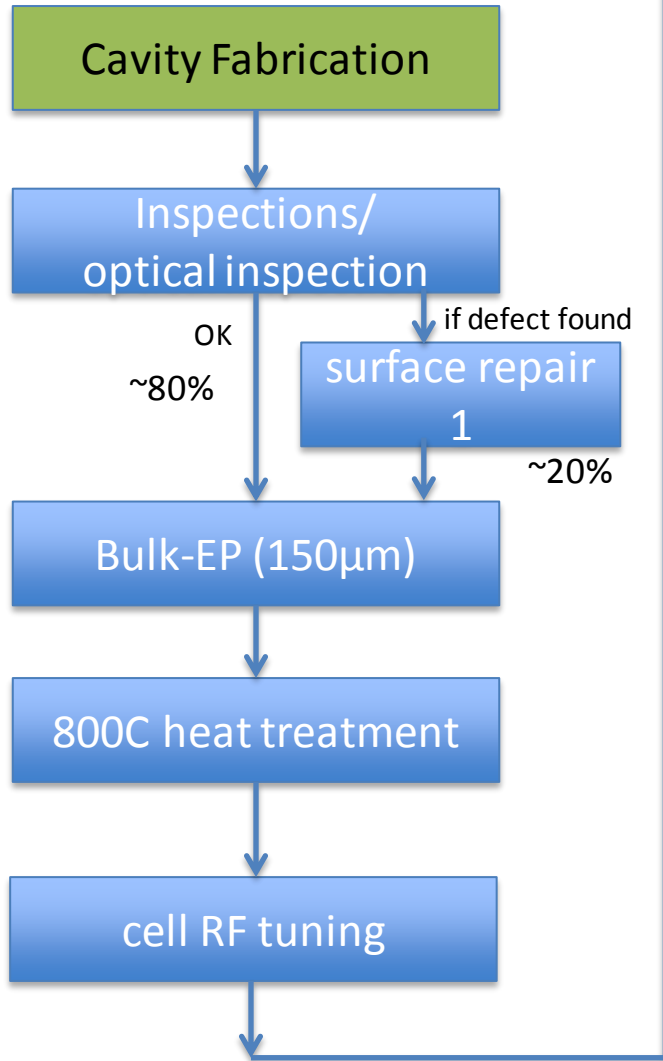 Cavity Fabrication
Inspections/
optical inspection
OK
if defect found
~80%
surface repair
1
~20%
Bulk-EP (150μm)
800C heat treatment
cell RF tuning